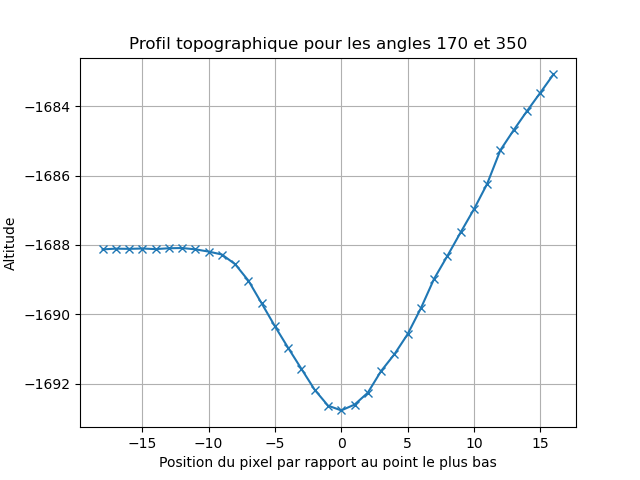 Profil topographique pour les angles 170 et 350
Altitude
−1684
−1686
−1688
−1690
−1692
−15 −10 −5 0 5 10 15
Position du pixel par rapport au point le plus bas